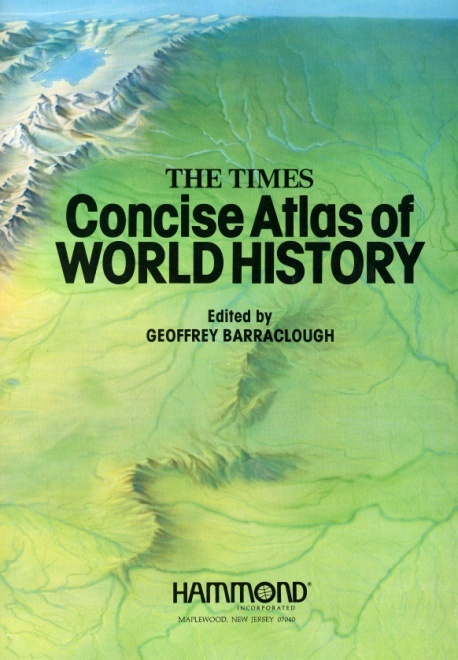 THE TIMES
Concise Atlas of
WORLD HISTORY
Edited by
GEOFFREY BARRACLOUGH
HAMMOND®
INCORPORATED
MAPLEWOOD, NEW JERSEY 07040